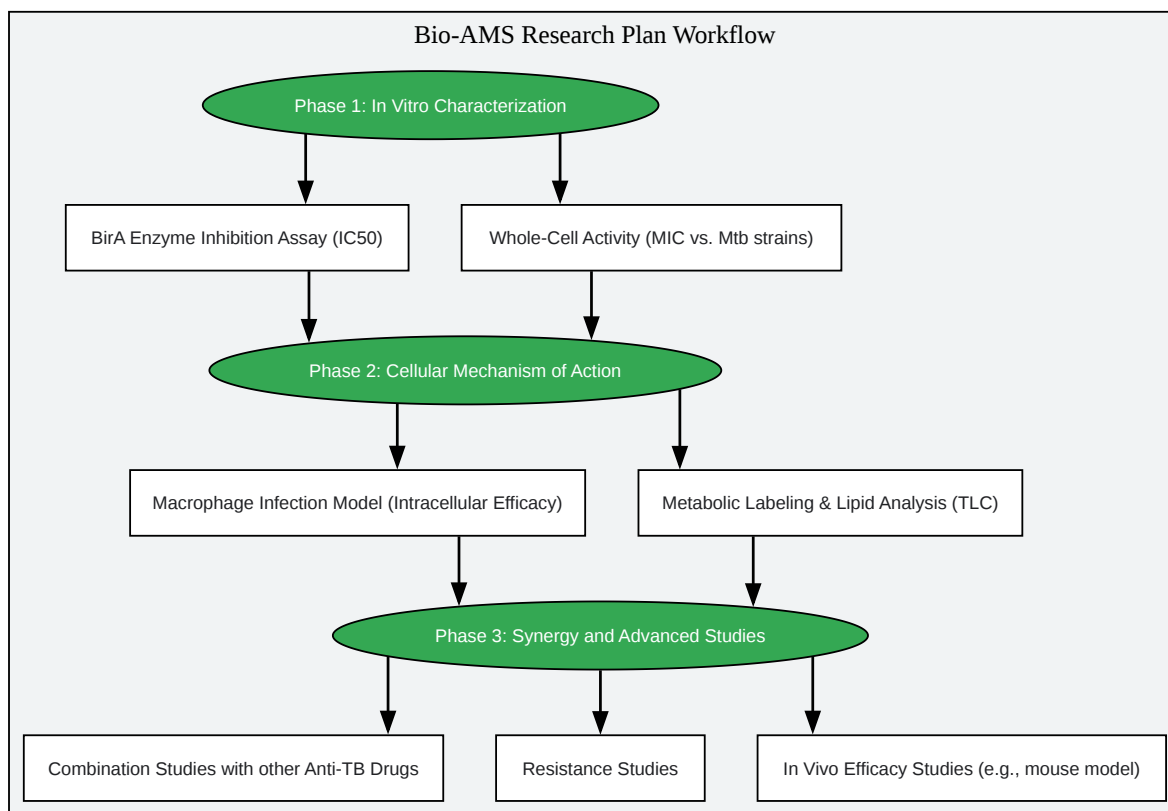 Bio-AMS Research Plan Workflow
Phase 1: In Vitro Characterization
BirA Enzyme Inhibition Assay (IC50)
Whole-Cell Activity (MIC vs. Mtb strains)
Phase 2: Cellular Mechanism of Action
Macrophage Infection Model (Intracellular Efficacy)
Metabolic Labeling & Lipid Analysis (TLC)
Phase 3: Synergy and Advanced Studies
Combination Studies with other Anti-TB Drugs
Resistance Studies
In Vivo Efficacy Studies (e.g., mouse model)